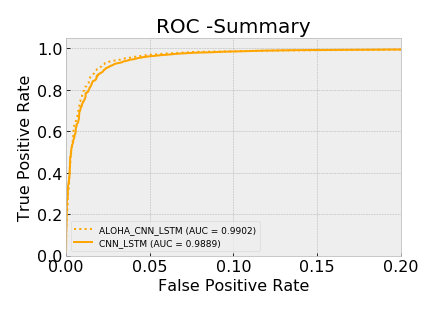 ROC -Summary
True Positive Rate
1.0
0.8
0.6
0.4
0.2
0.0
ALOHA_CNN_LSTM (AUC = 0.9902)
CNN_LSTM (AUC = 0.9889)
0.00 0.05 0.10 0.15 0.20
False Positive Rate